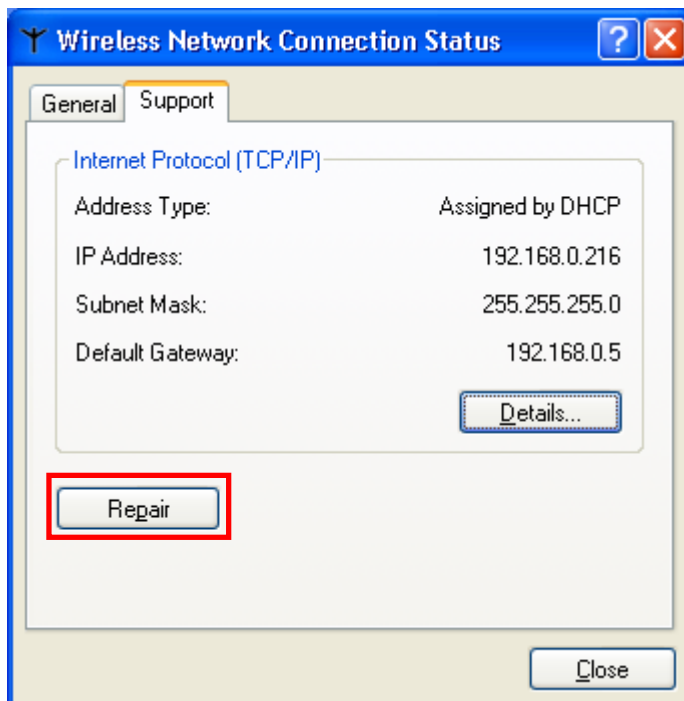 Wireless Network Connection Status
General Support
Internet Protocol (TCP/IP)
Address Type: Assigned by DHCP
IP Address: 192.168.0.216
Subnet Mask: 255.255.255.0
Default Gateway: 192.168.0.5
Details...
Repair
Close